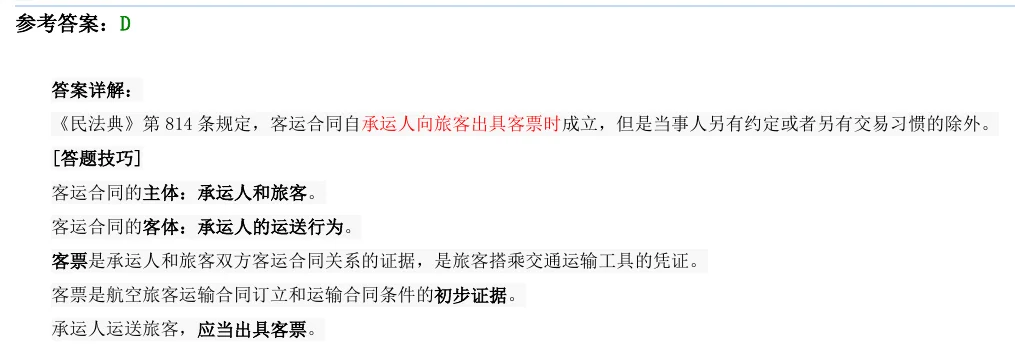 参考答案：D
答案详解：
《民法典》第 814 条规定，客运合同自承运人向旅客出具客票时成立，但是当事人另有约定或者另有交易习惯的除外。
[答题技巧]
客运合同的主体：承运人和旅客。
客运合同的客体：承运人的运送行为。
客票是承运人和旅客双方客运合同关系的证据，是旅客搭乘交通运输工具的凭证。
客票是航空旅客运输合同订立和运输合同条件的初步证据。
承运人运送旅客，应当出具客票。